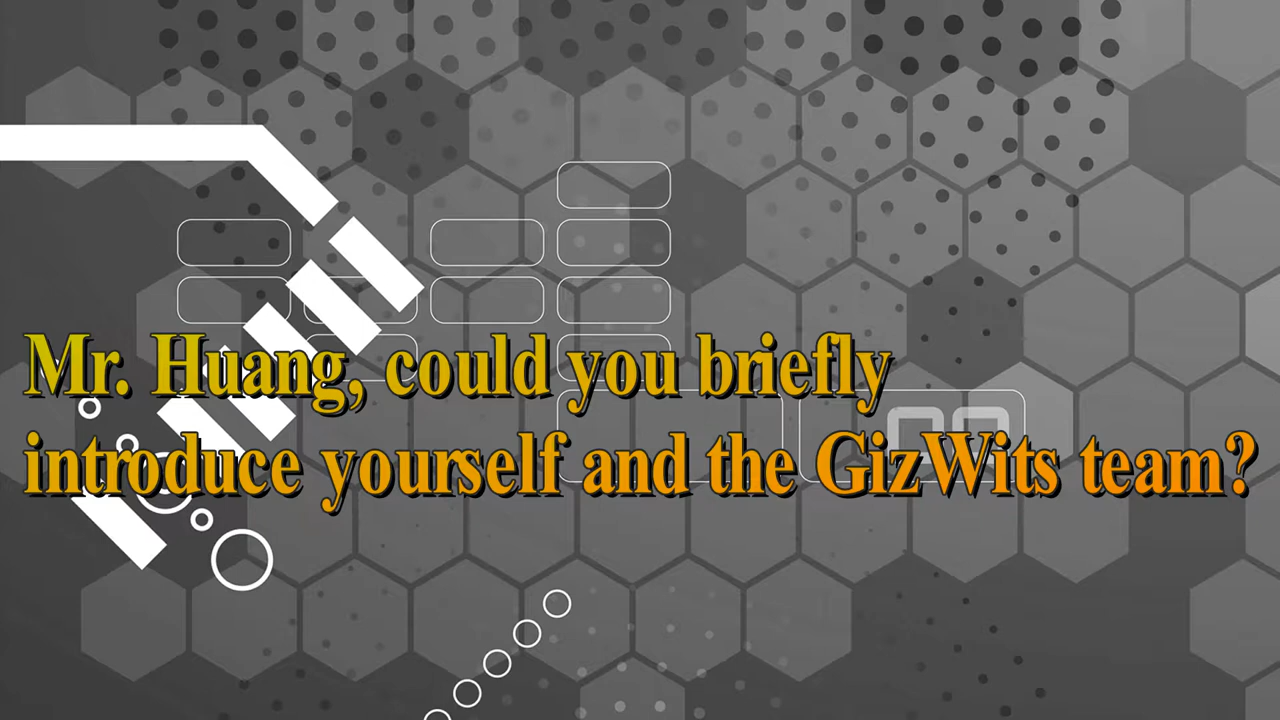 Mr. Huang, could you briefly
introduce yourself and the GizWits team?